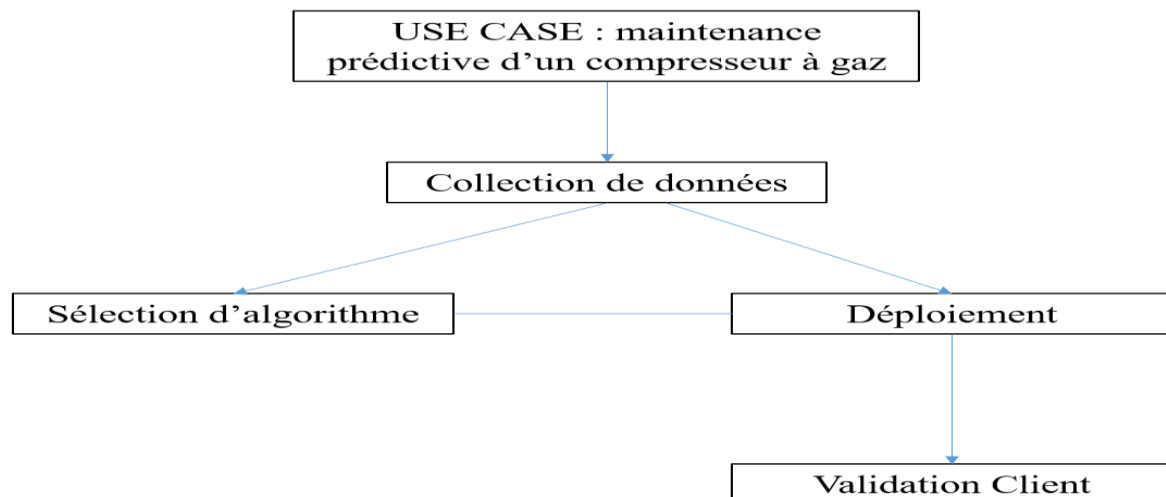 USE CASE : maintenance
prédictive d’un compresseur à gaz
Collection de données
Sélection d’algorithme
Déploiement
Validation Client